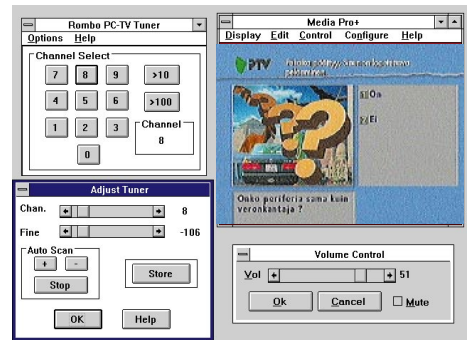 Rombo PC-TV Tuner
Options Help
Channel Select
7 8 9 >10
4 5 6 >100
1 2 3 Channel
8
0
Adjust Tuner
Chan. 8
Fine -106
Auto Scan
+ -
Stop
Store
OK Help
Media Pro+
Display Edit Control Configure Help
PTV
1 On
2 Ei
Onko periferia sama kuin
veronkantaja ?
Volume Control
Vol 51
Ok Cancel Mute